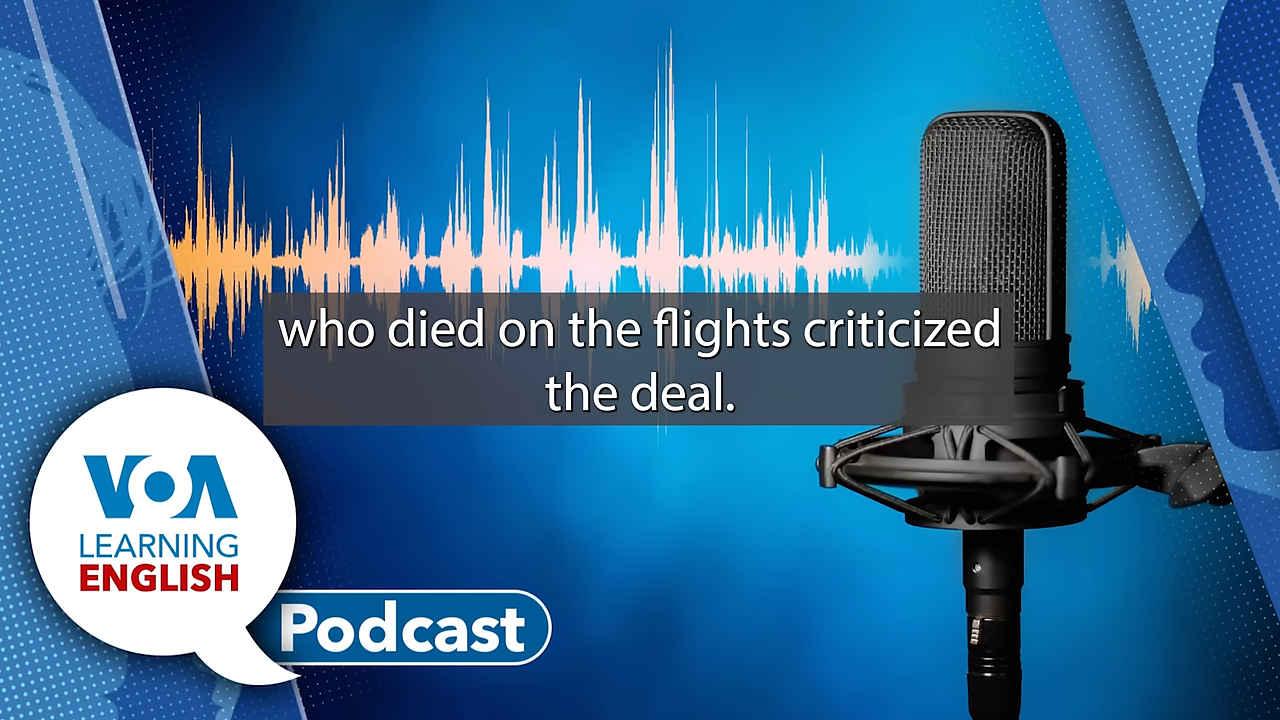 who died on the flights criticized
the deal.
VOA
LEARNING
ENGLISH
Podcast